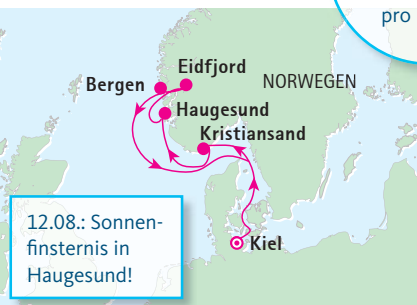 pro
Eidfjord
Bergen
NORWEGEN
Haugesund
Kristiansand
12.08.: Sonnen-
finsternis in
Haugesund!
Kiel